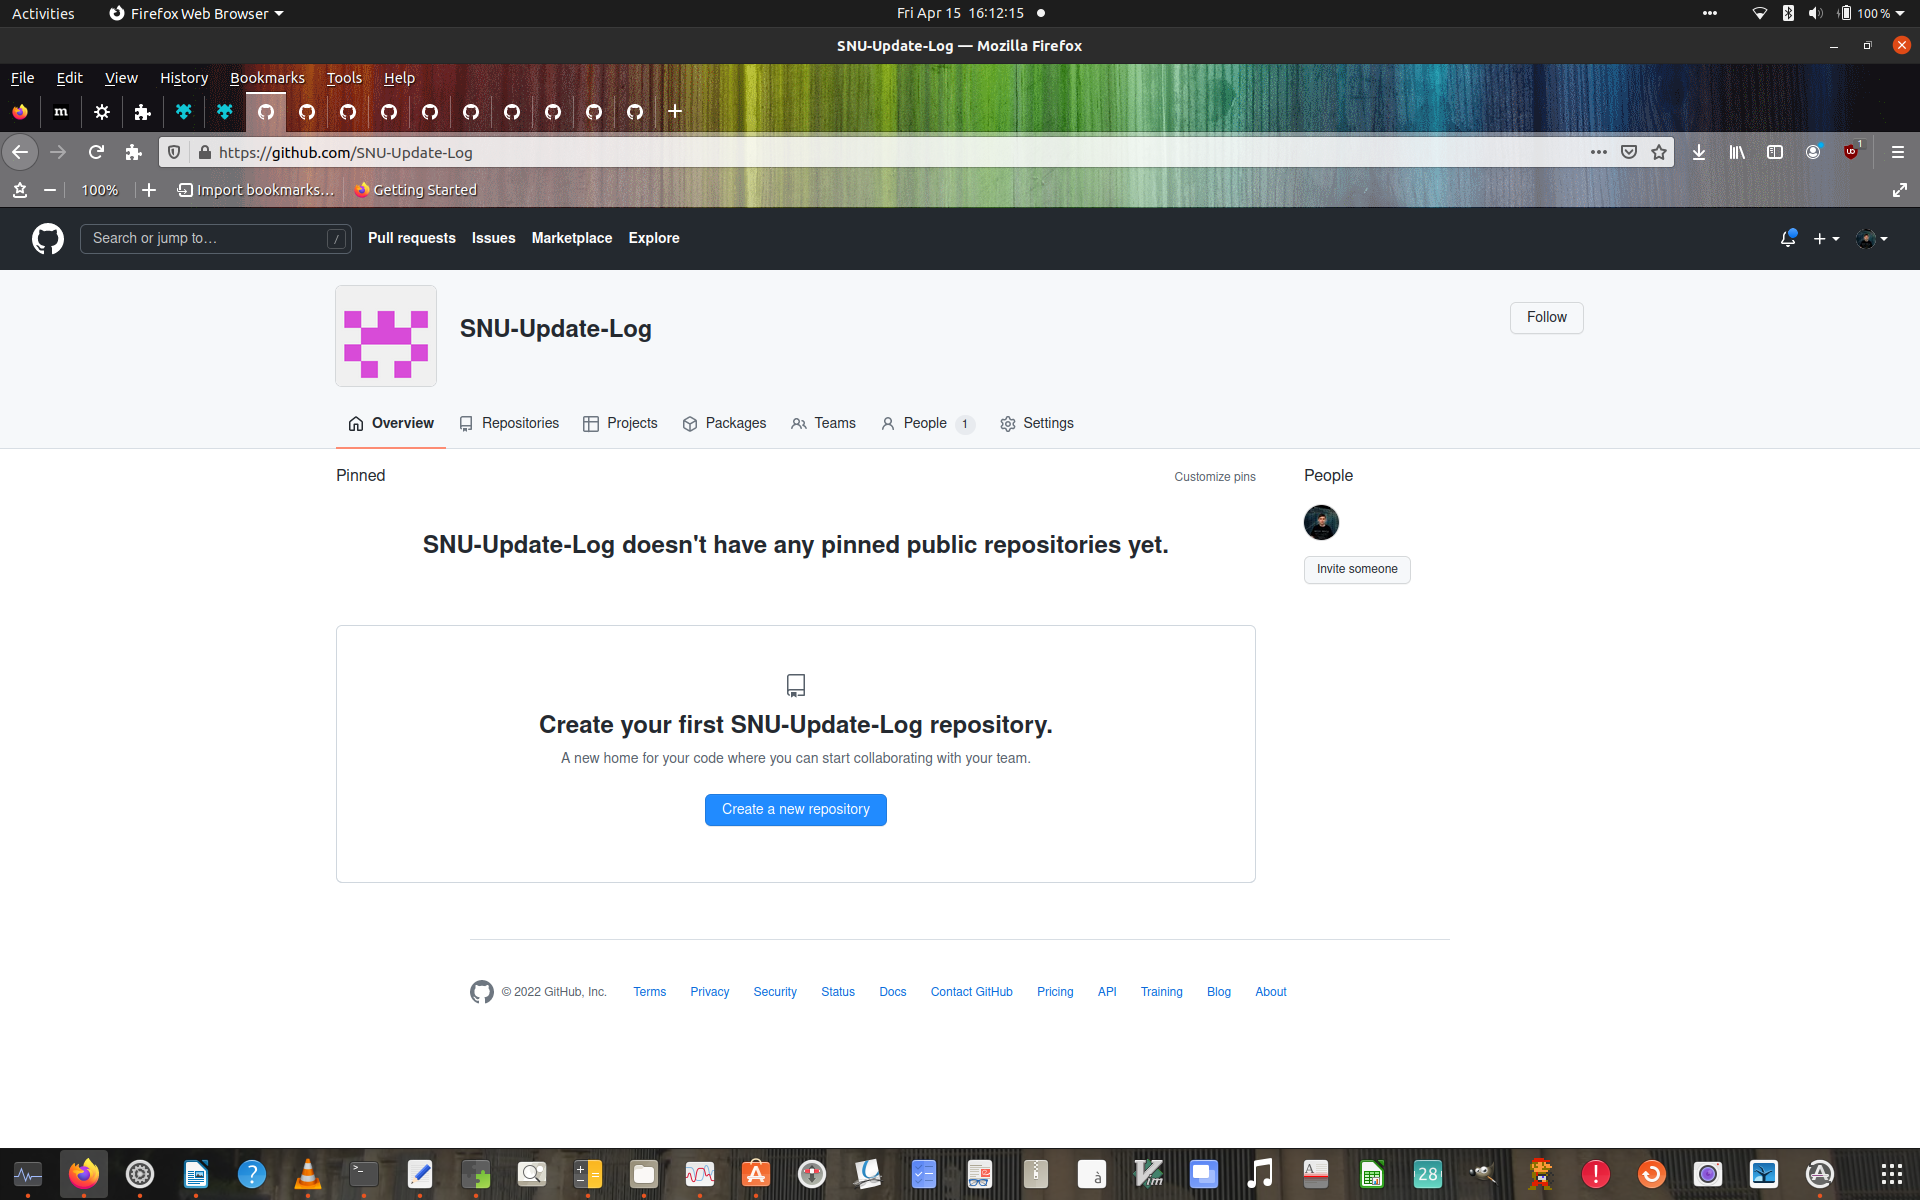 Activities Firefox Web Browser Fri Apr 15 16:12:15 100 %
SNU-Update-Log — Mozilla Firefox
File Edit View History Bookmarks Tools Help
m
https://github.com/SNU-Update-Log 1
100% Import bookmarks... Getting Started
Search or jump to... / Pull requests Issues Marketplace Explore
SNU-Update-Log
Follow
Overview Repositories Projects Packages Teams People 1 Settings
Pinned Customize pins People
SNU-Update-Log doesn't have any pinned public repositories yet.
Invite someone
Create your first SNU-Update-Log repository.
A new home for your code where you can start collaborating with your team.
Create a new repository
© 2022 GitHub, Inc. Terms Privacy Security Status Docs Contact GitHub Pricing API Training Blog About
? >_ à Vim A 28 !